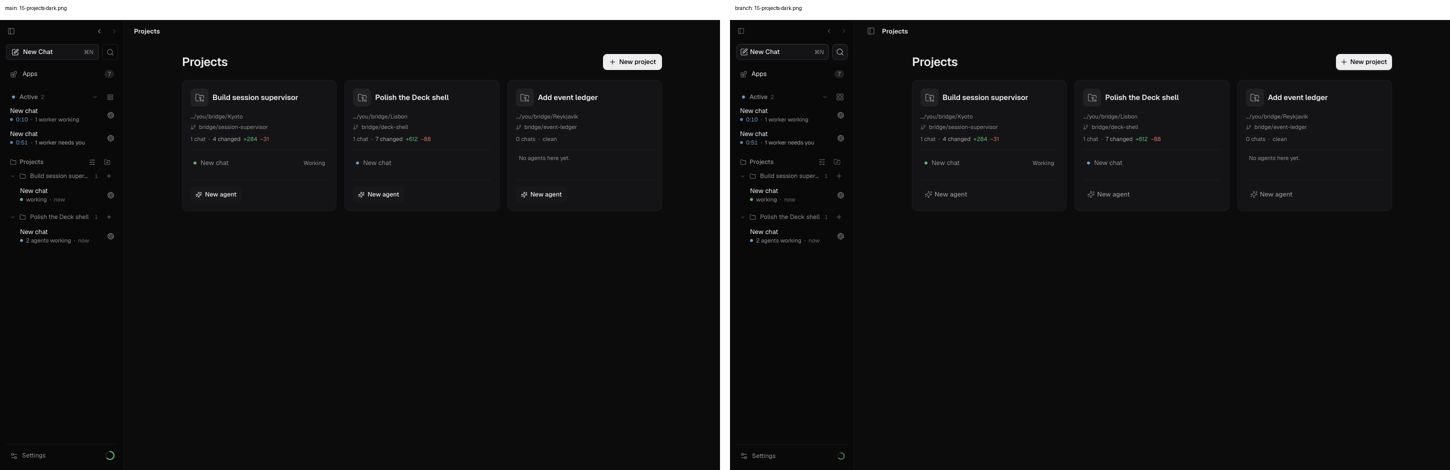 main: 15-projects-dark.png
Projects
New Chat ⌘N
Apps 7
Active 2
New chat
0:10 · 1 worker working
New chat
0:51 · 1 worker needs you
Projects
Build session super... 1
New chat
working · now
Polish the Deck shell 1
New chat
2 agents working · now
Settings
Projects
New project
Build session supervisor
.../you/bridge/Kyoto
bridge/session-supervisor
1 chat · 4 changed +284 −31
New chat Working
New agent
Polish the Deck shell
.../you/bridge/Lisbon
bridge/deck-shell
1 chat · 7 changed +612 −88
New chat
New agent
Add event ledger
.../you/bridge/Reykjavik
bridge/event-ledger
0 chats · clean
No agents here yet.
New agent
branch: 15-projects-dark.png
Projects
New Chat ⌘N
Apps 7
Active 2
New chat
0:10 · 1 worker working
New chat
0:51 · 1 worker needs you
Projects
Build session super... 1
New chat
working · now
Polish the Deck shell 1
New chat
2 agents working · now
Settings
Projects
New project
Build session supervisor
.../you/bridge/Kyoto
bridge/session-supervisor
1 chat · 4 changed +284 −31
New chat Working
New agent
Polish the Deck shell
.../you/bridge/Lisbon
bridge/deck-shell
1 chat · 7 changed +612 −88
New chat
New agent
Add event ledger
.../you/bridge/Reykjavik
bridge/event-ledger
0 chats · clean
No agents here yet.
New agent